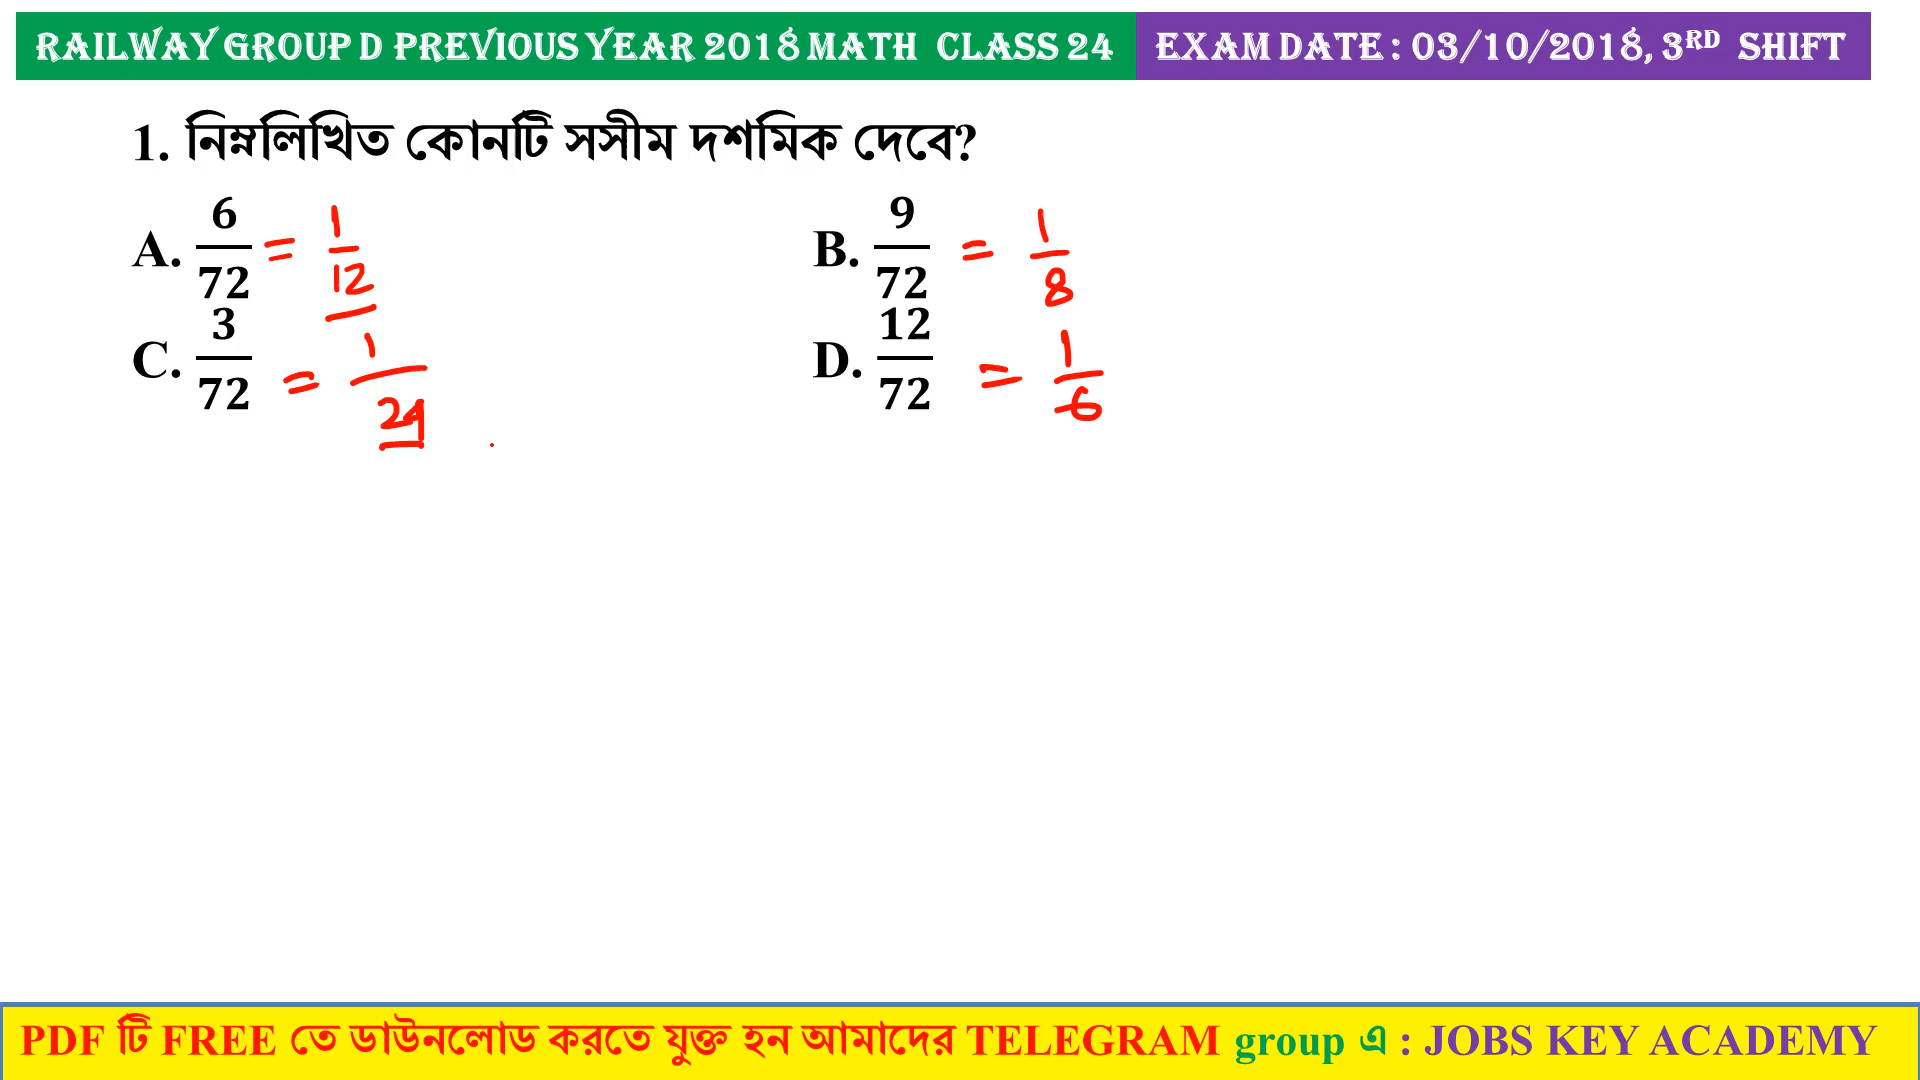 RAILWAY GROUP D PREVIOUS YEAR 2018 MATH CLASS 24 EXAM DATE : 03/10/2018, 3RD SHIFT
1. নিম্নলিখিত কোনটি সসীম দশমিক দেবে?
A. 6/72 = 1/12 B. 9/72 = 1/8
C. 3/72 = 1/24 D. 12/72 = 1/6
PDF টি FREE তে ডাউনলোড করতে যুক্ত হন আমাদের TELEGRAM group এ : JOBS KEY ACADEMY